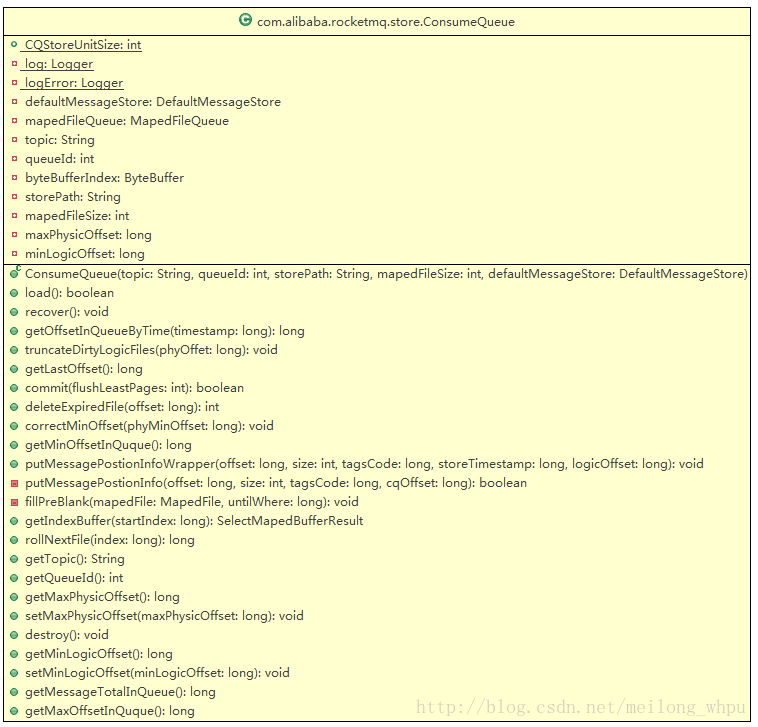 com.alibaba.rocketmq.store.ConsumeQueue
CQStoreUnitSize: int
log: Logger
logError: Logger
defaultMessageStore: DefaultMessageStore
mapedFileQueue: MapedFileQueue
topic: String
queueId: int
byteBufferIndex: ByteBuffer
storePath: String
mapedFileSize: int
maxPhysicOffset: long
minLogicOffset: long
ConsumeQueue(topic: String, queueId: int, storePath: String, mapedFileSize: int, defaultMessageStore: DefaultMessageStore)
load(): boolean
recover(): void
getOffsetInQueueByTime(timestamp: long): long
truncateDirtyLogicFiles(phyOffet: long): void
getLastOffset(): long
commit(flushLeastPages: int): boolean
deleteExpiredFile(offset: long): int
correctMinOffset(phyMinOffset: long): void
getMinOffsetInQuque(): long
putMessagePostionInfoWrapper(offset: long, size: int, tagsCode: long, storeTimestamp: long, logicOffset: long): void
putMessagePostionInfo(offset: long, size: int, tagsCode: long, cqOffset: long): boolean
fillPreBlank(mapedFile: MapedFile, untilWhere: long): void
getIndexBuffer(startIndex: long): SelectMapedBufferResult
rollNextFile(index: long): long
getTopic(): String
getQueueId(): int
getMaxPhysicOffset(): long
setMaxPhysicOffset(maxPhysicOffset: long): void
destroy(): void
getMinLogicOffset(): long
setMinLogicOffset(minLogicOffset: long): void
getMessageTotalInQueue(): long
getMaxOffsetInQuque(): long
http://blog.csdn.net/meilong_whpu